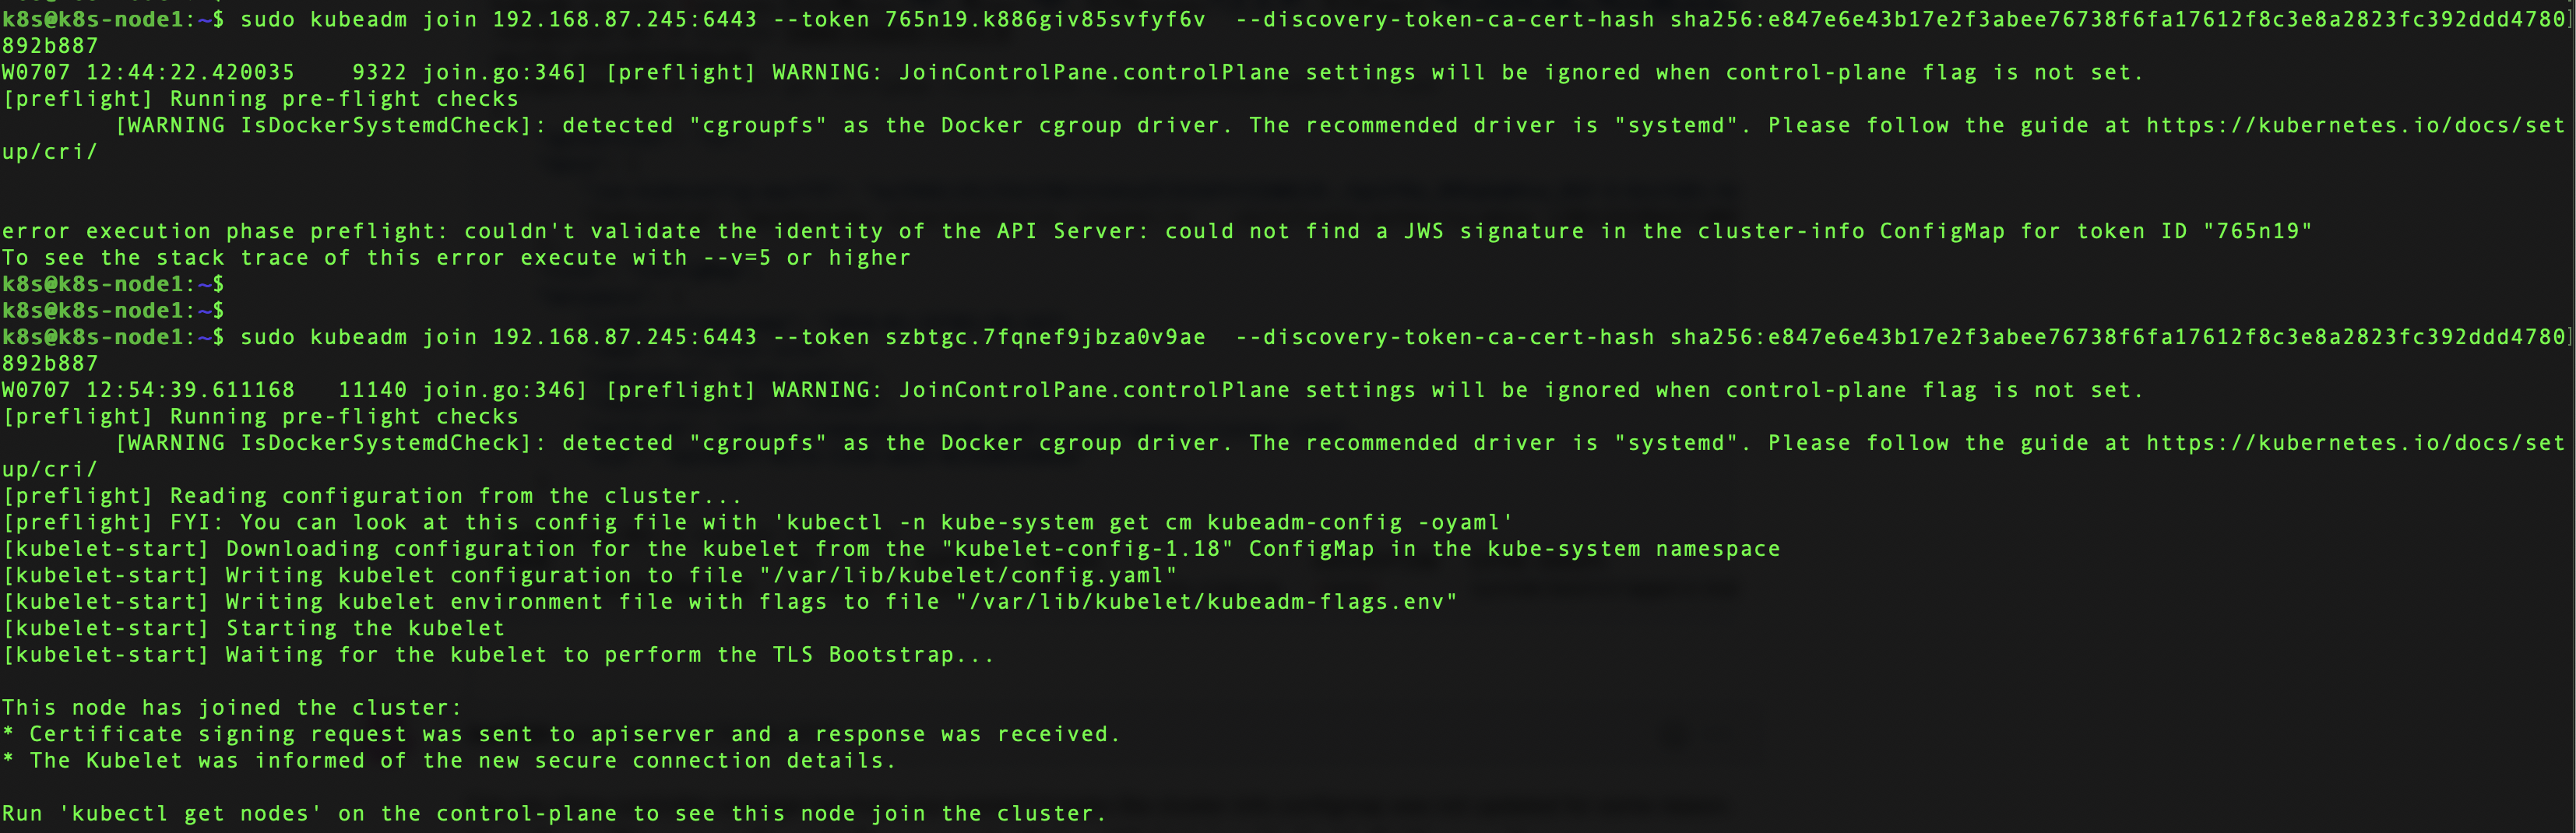 k8s@k8s-node1:~$ sudo kubeadm join 192.168.87.245:6443 --token 765n19.k886giv85svfyf6v  --discovery-token-ca-cert-hash sha256:e847e6e43b17e2f3abee76738f6fa17612f8c3e8a2823fc392ddd4780
892b887
W0707 12:44:22.420035    9322 join.go:346] [preflight] WARNING: JoinControlPane.controlPlane settings will be ignored when control-plane flag is not set.
[preflight] Running pre-flight checks
        [WARNING IsDockerSystemdCheck]: detected "cgroupfs" as the Docker cgroup driver. The recommended driver is "systemd". Please follow the guide at https://kubernetes.io/docs/set
up/cri/
error execution phase preflight: couldn't validate the identity of the API Server: could not find a JWS signature in the cluster-info ConfigMap for token ID "765n19"
To see the stack trace of this error execute with --v=5 or higher
k8s@k8s-node1:~$
k8s@k8s-node1:~$
k8s@k8s-node1:~$ sudo kubeadm join 192.168.87.245:6443 --token szbtgc.7fqnef9jbza0v9ae  --discovery-token-ca-cert-hash sha256:e847e6e43b17e2f3abee76738f6fa17612f8c3e8a2823fc392ddd4780
892b887
W0707 12:54:39.611168   11140 join.go:346] [preflight] WARNING: JoinControlPane.controlPlane settings will be ignored when control-plane flag is not set.
[preflight] Running pre-flight checks
        [WARNING IsDockerSystemdCheck]: detected "cgroupfs" as the Docker cgroup driver. The recommended driver is "systemd". Please follow the guide at https://kubernetes.io/docs/set
up/cri/
[preflight] Reading configuration from the cluster...
[preflight] FYI: You can look at this config file with 'kubectl -n kube-system get cm kubeadm-config -oyaml'
[kubelet-start] Downloading configuration for the kubelet from the "kubelet-config-1.18" ConfigMap in the kube-system namespace
[kubelet-start] Writing kubelet configuration to file "/var/lib/kubelet/config.yaml"
[kubelet-start] Writing kubelet environment file with flags to file "/var/lib/kubelet/kubeadm-flags.env"
[kubelet-start] Starting the kubelet
[kubelet-start] Waiting for the kubelet to perform the TLS Bootstrap...
This node has joined the cluster:
* Certificate signing request was sent to apiserver and a response was received.
* The Kubelet was informed of the new secure connection details.
Run 'kubectl get nodes' on the control-plane to see this node join the cluster.